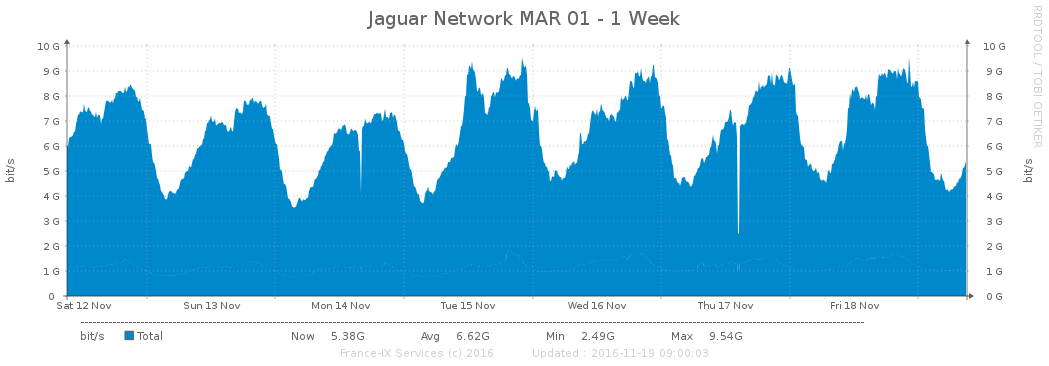 Jaguar Network MAR 01 - 1 Week
RRDTOOL / TOBI OETIKER
bit/s
bit/s
10 G 10 G
9 G 9 G
8 G 8 G
7 G 7 G
6 G 6 G
5 G 5 G
4 G 4 G
3 G 3 G
2 G 2 G
1 G 1 G
0 0 G
Sat 12 Nov Sun 13 Nov Mon 14 Nov Tue 15 Nov Wed 16 Nov Thu 17 Nov Fri 18 Nov
bit/s Total Now 5.38G Avg 6.62G Min 2.49G Max 9.54G
France-IX Services (c) 2016 Updated : 2016-11-19 09:00:03